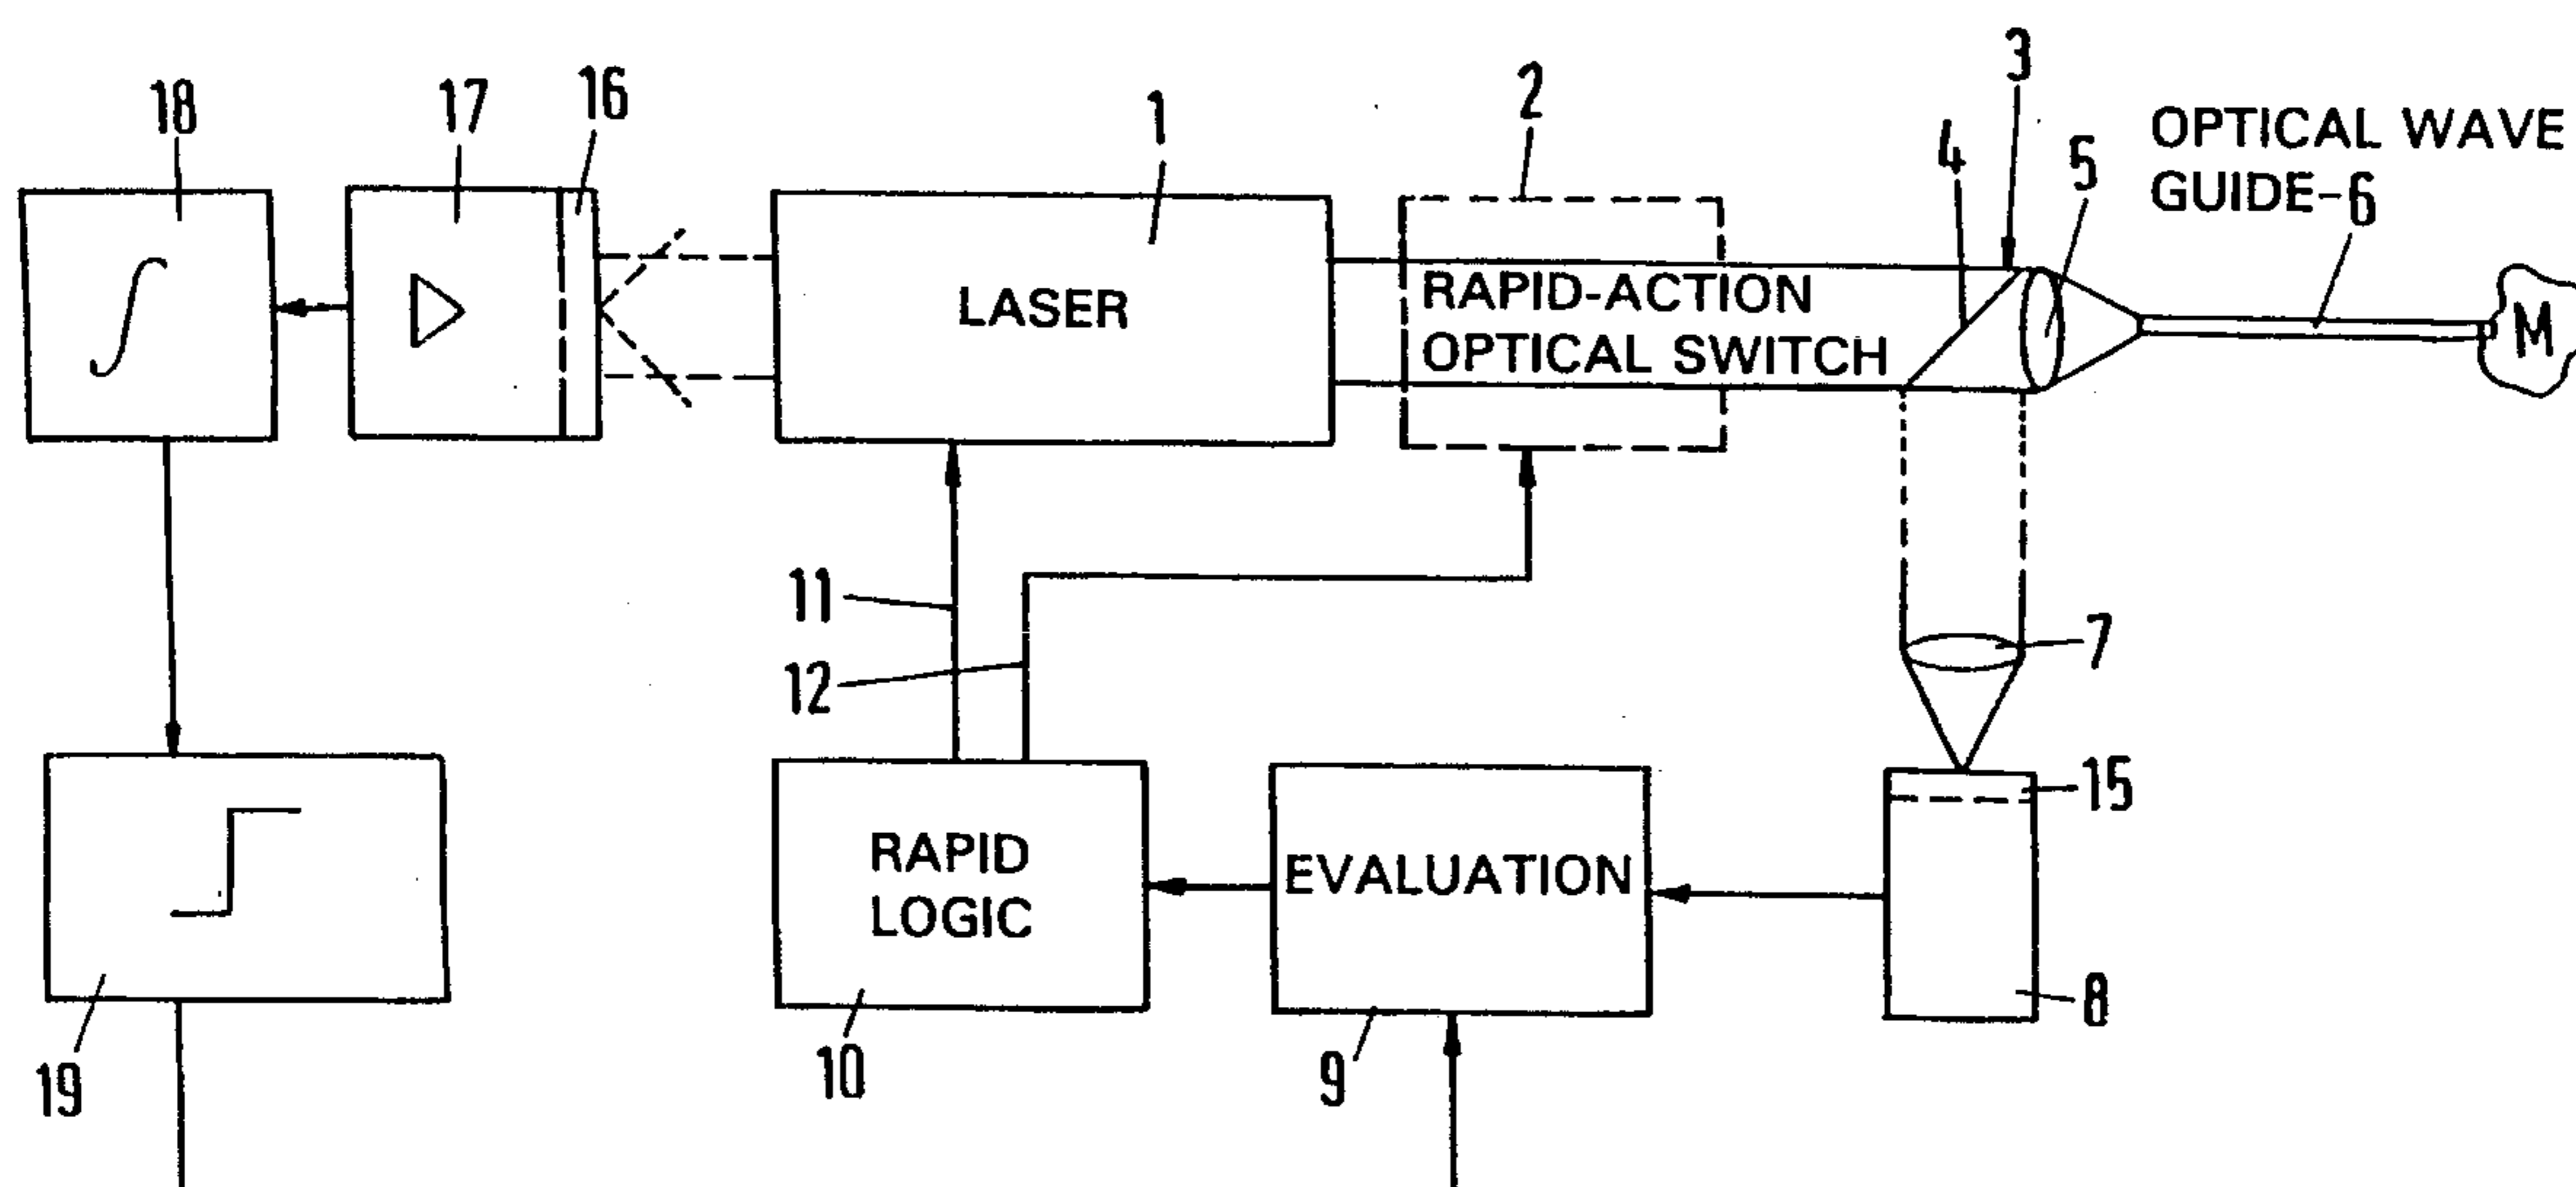 18
17
16
1
2
3
4
5
OPTICAL WAVE
GUIDE-6
LASER
RAPID-ACTION
OPTICAL SWITCH
M
11
12
7
15
RAPID
LOGIC
EVALUATION
8
19
10
9